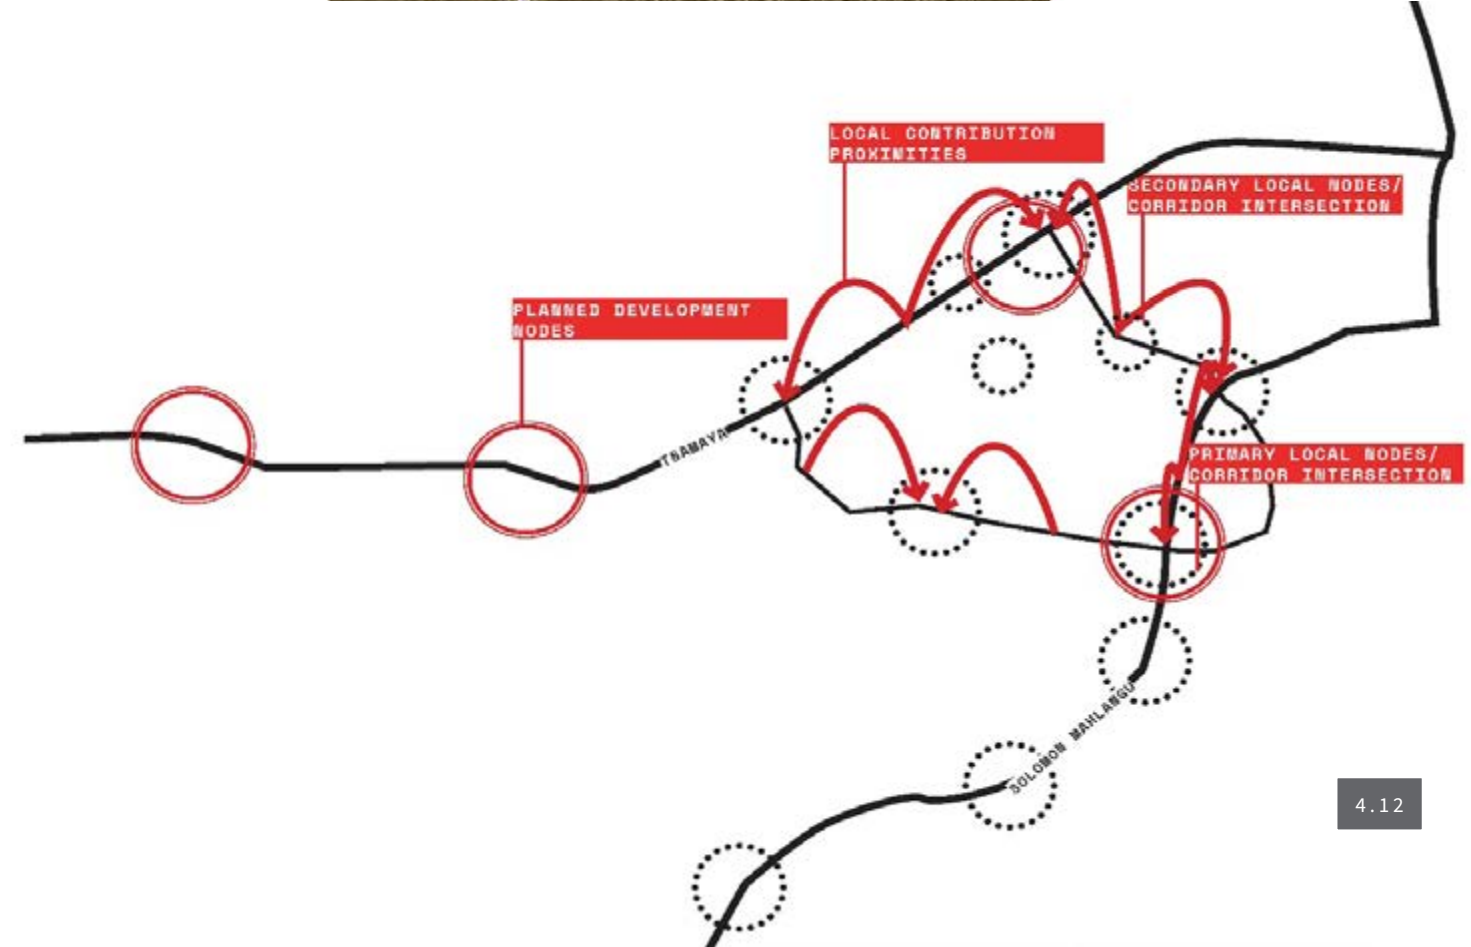 LOCAL CONTRIBUTION
PROXINITIES
SECONDARY LOCAL NODES/
CORRIDOR INTERSECTION
PLANNED DEVELOPMENT
NODES
TSAMAYA
PRIMARY LOCAL NODES/
CORRIDOR INTERSECTION
SOLOMON MAHLANGU
4.12